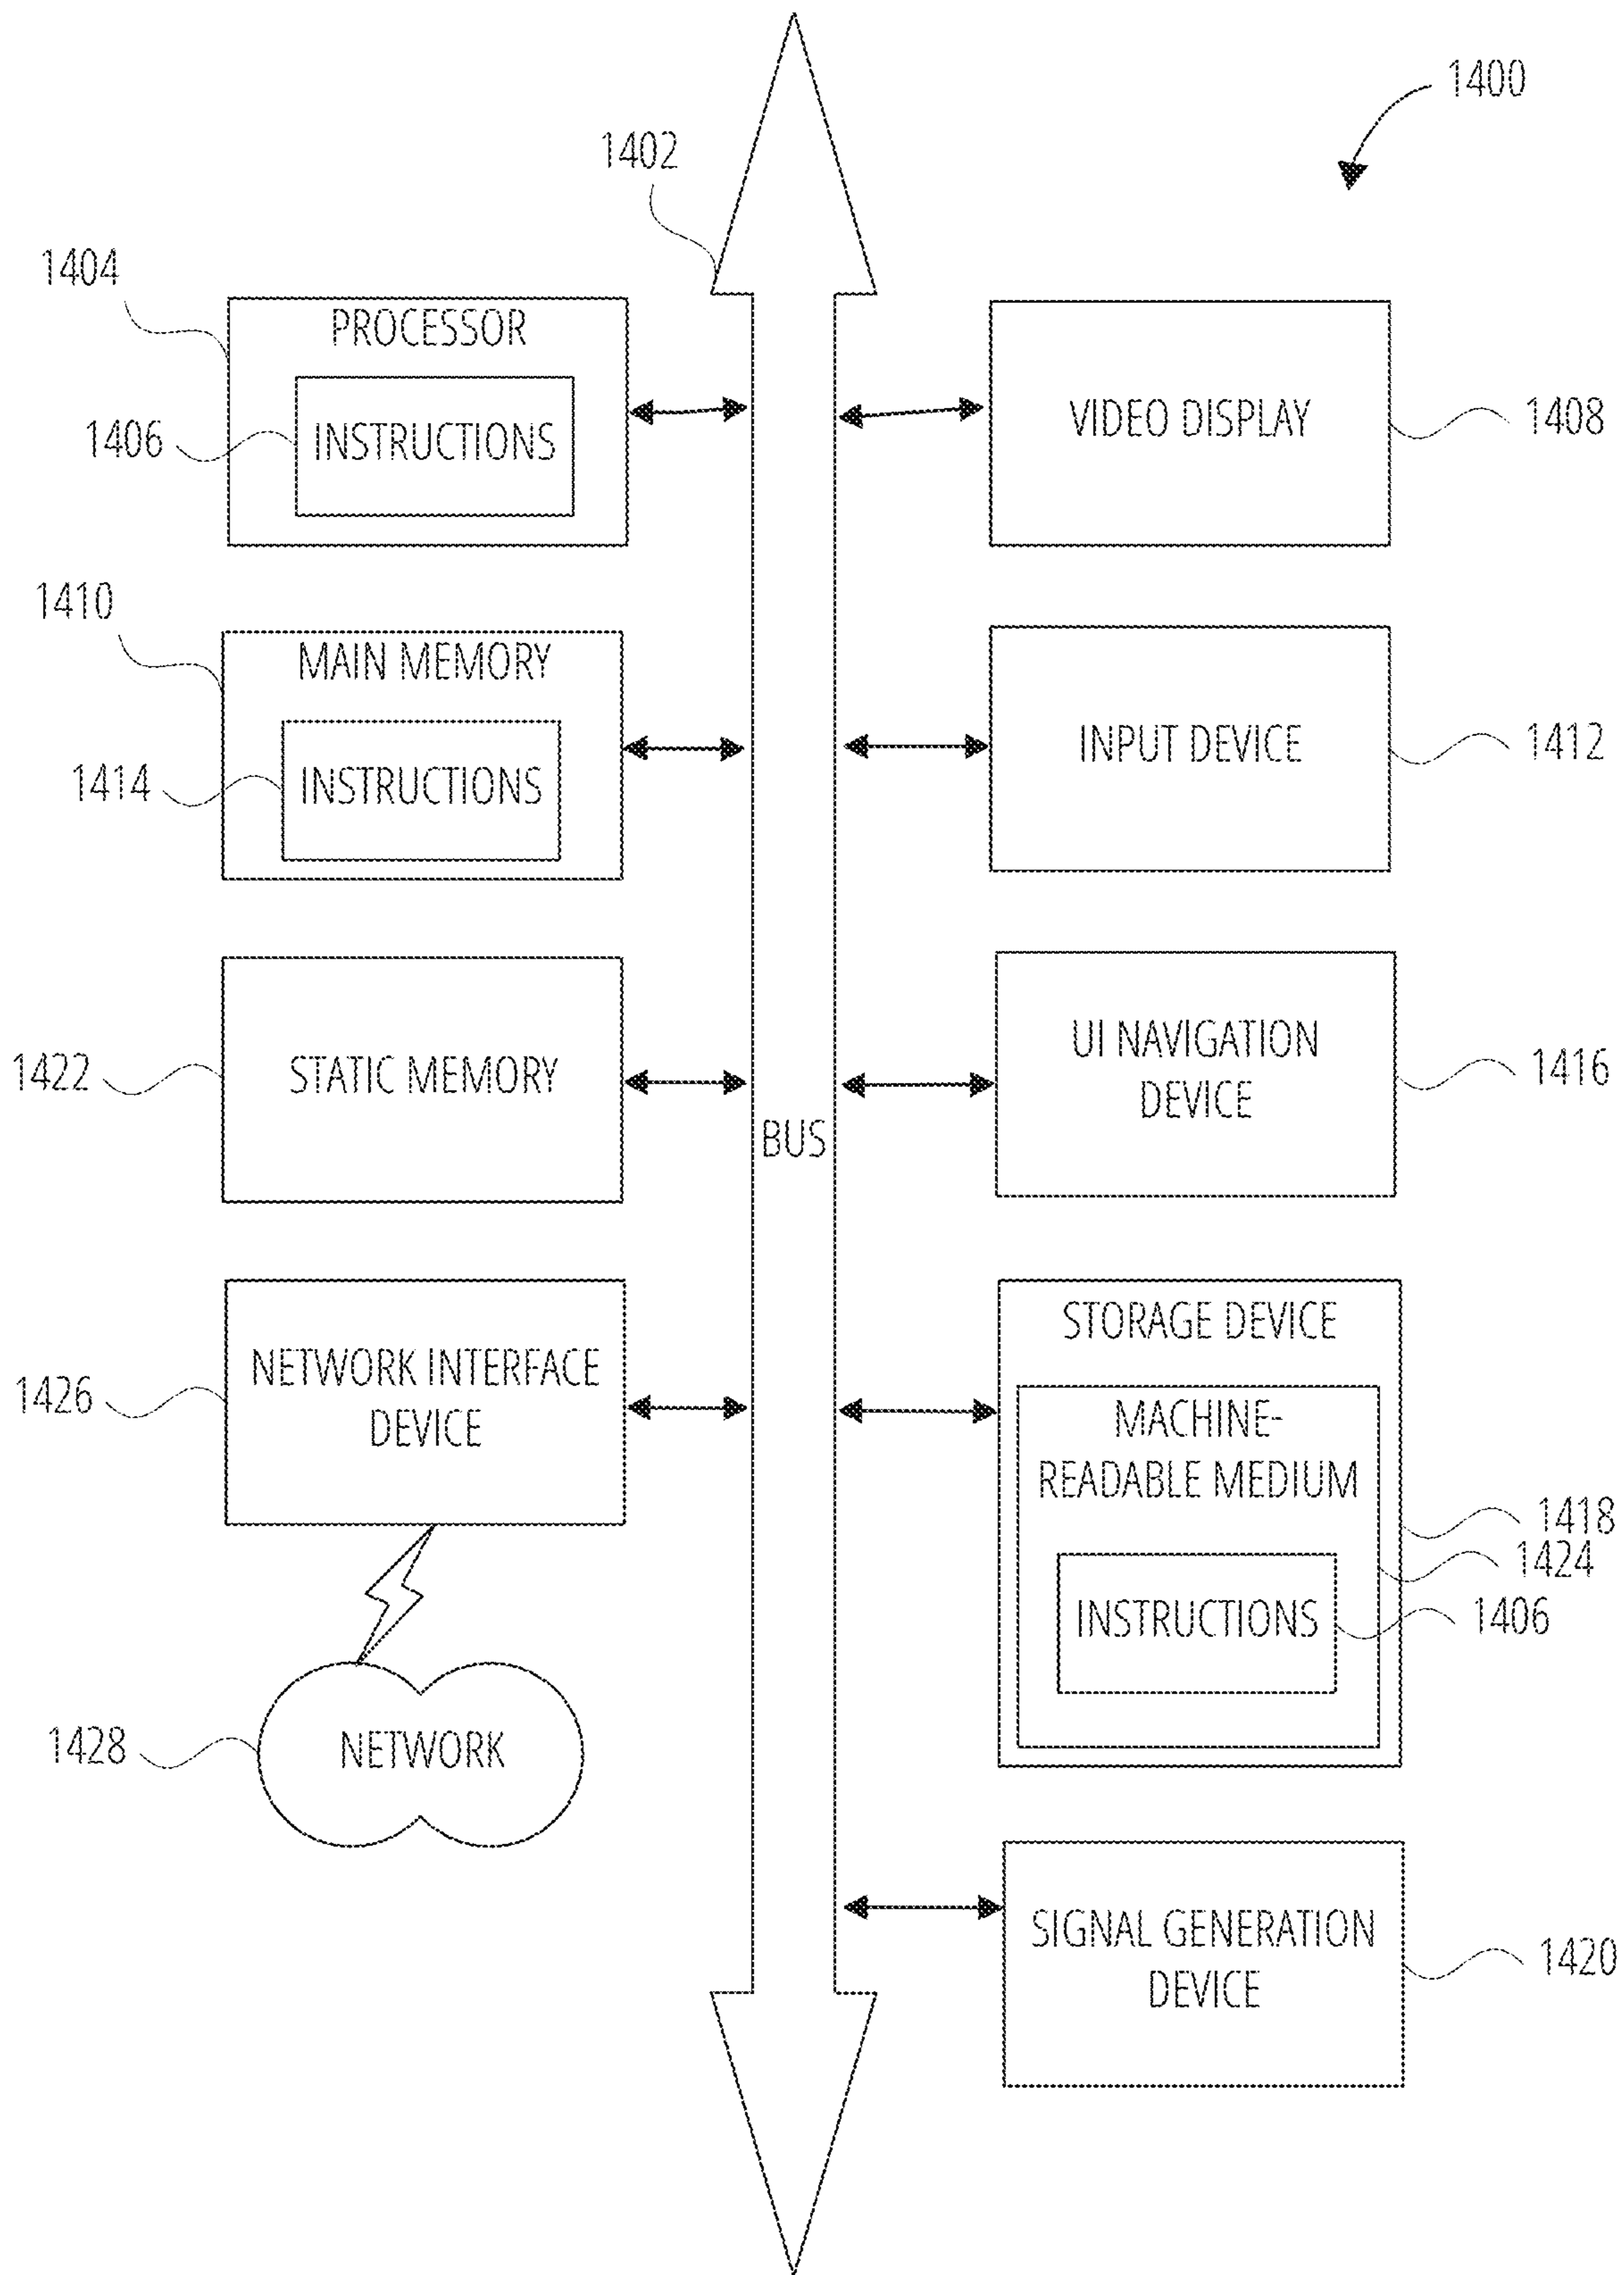 1400
1402
1404
PROCESSOR
1406
INSTRUCTIONS
VIDEO DISPLAY
1408
1410
MAIN MEMORY
1414
INSTRUCTIONS
INPUT DEVICE
1412
1422
STATIC MEMORY
BUS
UI NAVIGATION
DEVICE
1416
1426
NETWORK INTERFACE
DEVICE
STORAGE DEVICE
MACHINE-
READABLE MEDIUM
1418
1424
INSTRUCTIONS
1406
1428
NETWORK
SIGNAL GENERATION
DEVICE
1420